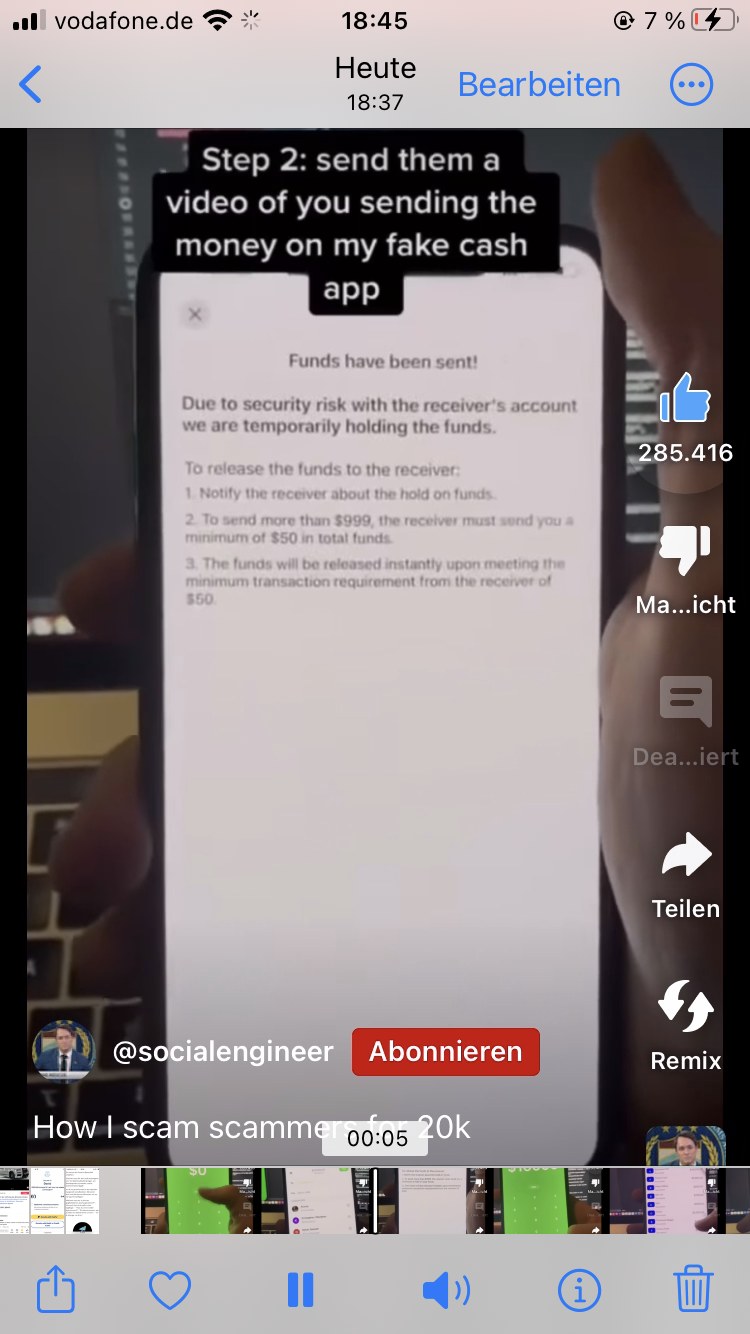 vodafone.de
18:45
7 %
Heute
18:37
Bearbeiten
Step 2: send them a
video of you sending the
money on my fake cash
app
Funds have been sent!
Due to security risk with the receiver's account
we are temporarily holding the funds.
To release the funds to the receiver:
1. Notify the receiver about the hold on funds.
2. To send more than $999, the receiver must send you a
minimum of $50 in total funds.
3. The funds will be released instantly upon meeting the
minimum transaction requirement from the receiver of
$50.
285.416
Ma...icht
Dea...iert
Teilen
Remix
@socialengineer
Abonnieren
How I scam scammers for 20k
00:05
$0